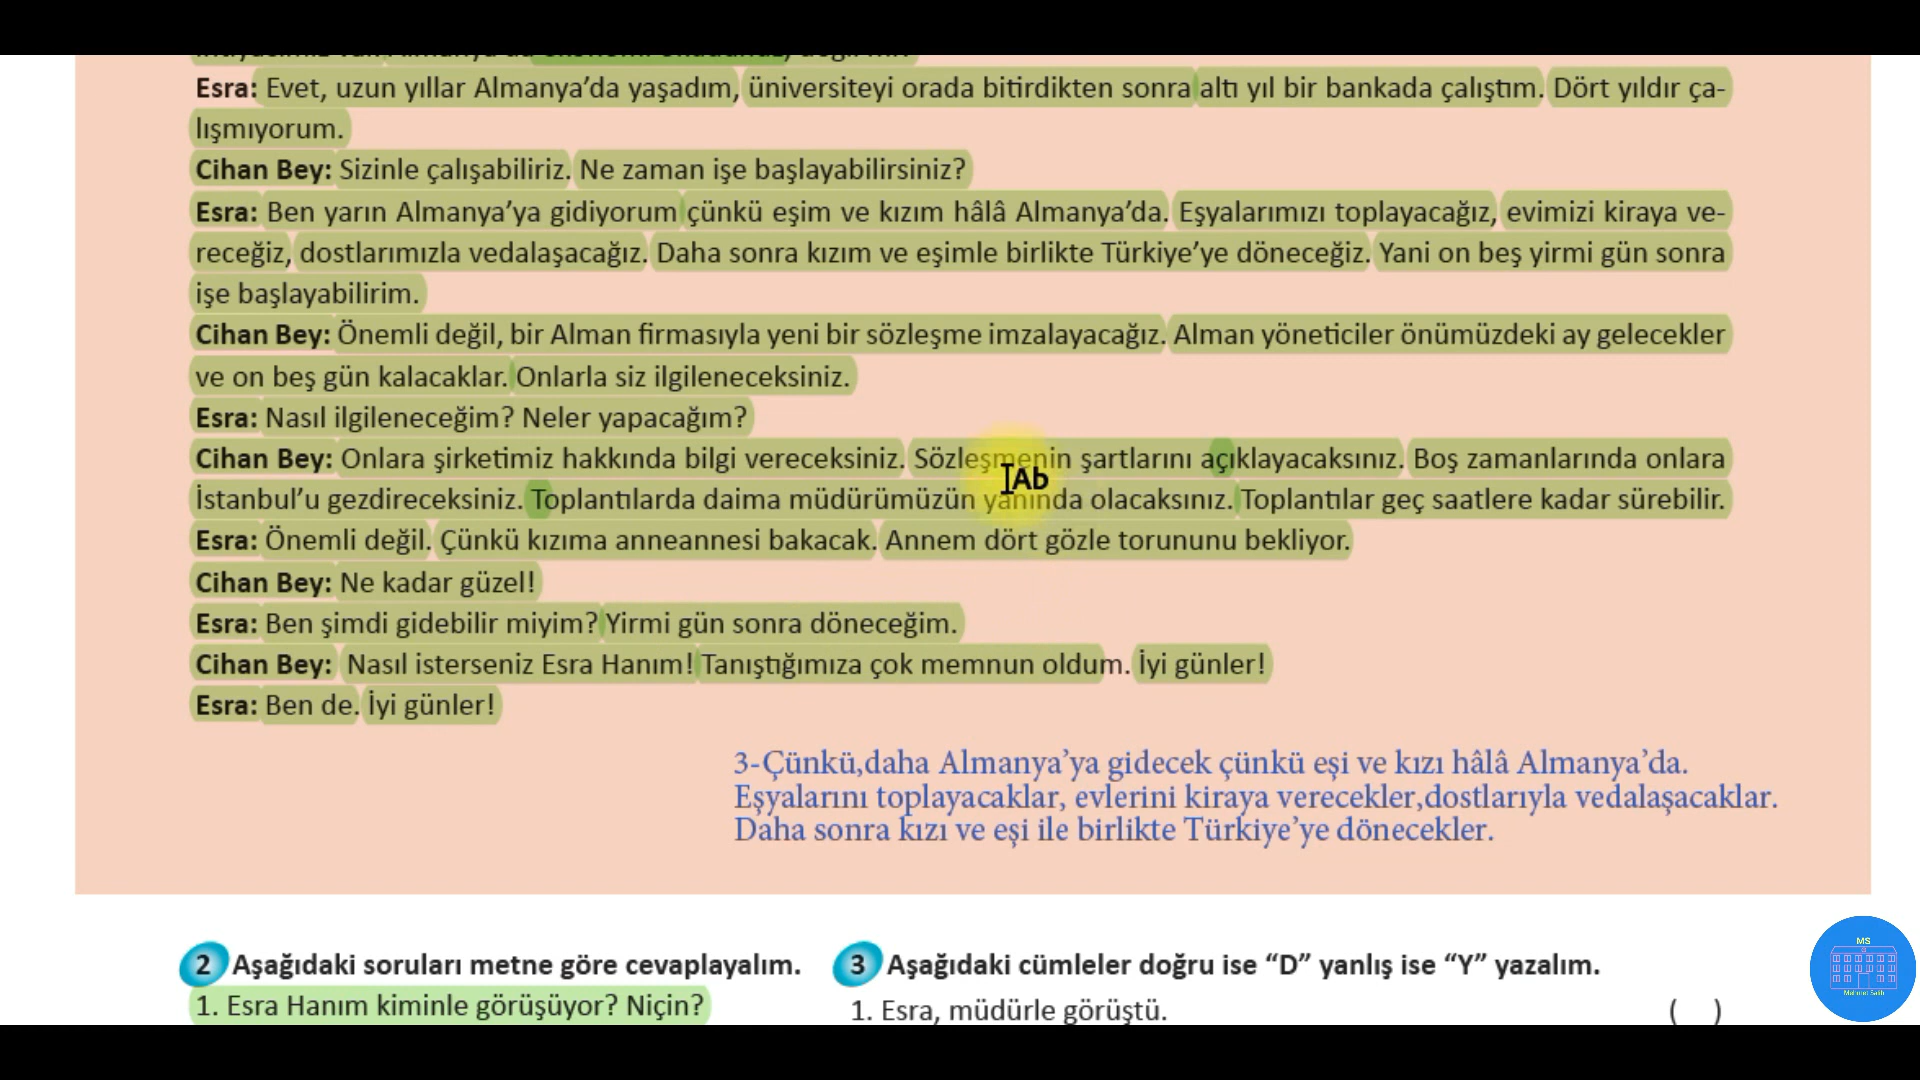 Esra: Evet, uzun yıllar Almanya’da yaşadım, üniversiteyi orada bitirdikten sonra altı yıl bir bankada çalıştım. Dört yıldır ça-
lışmıyorum.
Cihan Bey: Sizinle çalışabiliriz. Ne zaman işe başlayabilirsiniz?
Esra: Ben yarın Almanya’ya gidiyorum çünkü eşim ve kızım hâlâ Almanya’da. Eşyalarımızı toplayacağız, evimizi kiraya ve-
receğiz, dostlarımızla vedalaşacağız. Daha sonra kızım ve eşimle birlikte Türkiye’ye döneceğiz. Yani on beş yirmi gün sonra
işe başlayabilirim.
Cihan Bey: Önemli değil, bir Alman firmasıyla yeni bir sözleşme imzalayacağız. Alman yöneticiler önümüzdeki ay gelecekler
ve on beş gün kalacaklar. Onlarla siz ilgileneceksiniz.
Esra: Nasıl ilgileneceğim? Neler yapacağım?
Cihan Bey: Onlara şirketimiz hakkında bilgi vereceksiniz. Sözleşmenin şartlarını açıklayacaksınız. Boş zamanlarında onlara
İstanbul’u gezdireceksiniz. Toplantılarda daima müdürümüzün yanında olacaksınız. Toplantılar geç saatlere kadar sürebilir.
Ab
Esra: Önemli değil. Çünkü kızıma anneannesi bakacak. Annem dört gözle torununu bekliyor.
Cihan Bey: Ne kadar güzel!
Esra: Ben şimdi gidebilir miyim? Yirmi gün sonra döneceğim.
Cihan Bey: Nasıl isterseniz Esra Hanım! Tanıştığımıza çok memnun oldum. İyi günler!
Esra: Ben de. İyi günler!
3-Çünkü,daha Almanya’ya gidecek çünkü eşi ve kızı hâlâ Almanya’da.
Eşyalarını toplayacaklar, evlerini kiraya verecekler,dostlarıyla vedalaşacaklar.
Daha sonra kızı ve eşi ile birlikte Türkiye’ye dönecekler.
2 Aşağıdaki soruları metne göre cevaplayalım.
1. Esra Hanım kiminle görüşüyor? Niçin?
3 Aşağıdaki cümleler doğru ise “D” yanlış ise “Y” yazalım.
1. Esra, müdürle görüştü. ( )
MS
Mehmet Salih